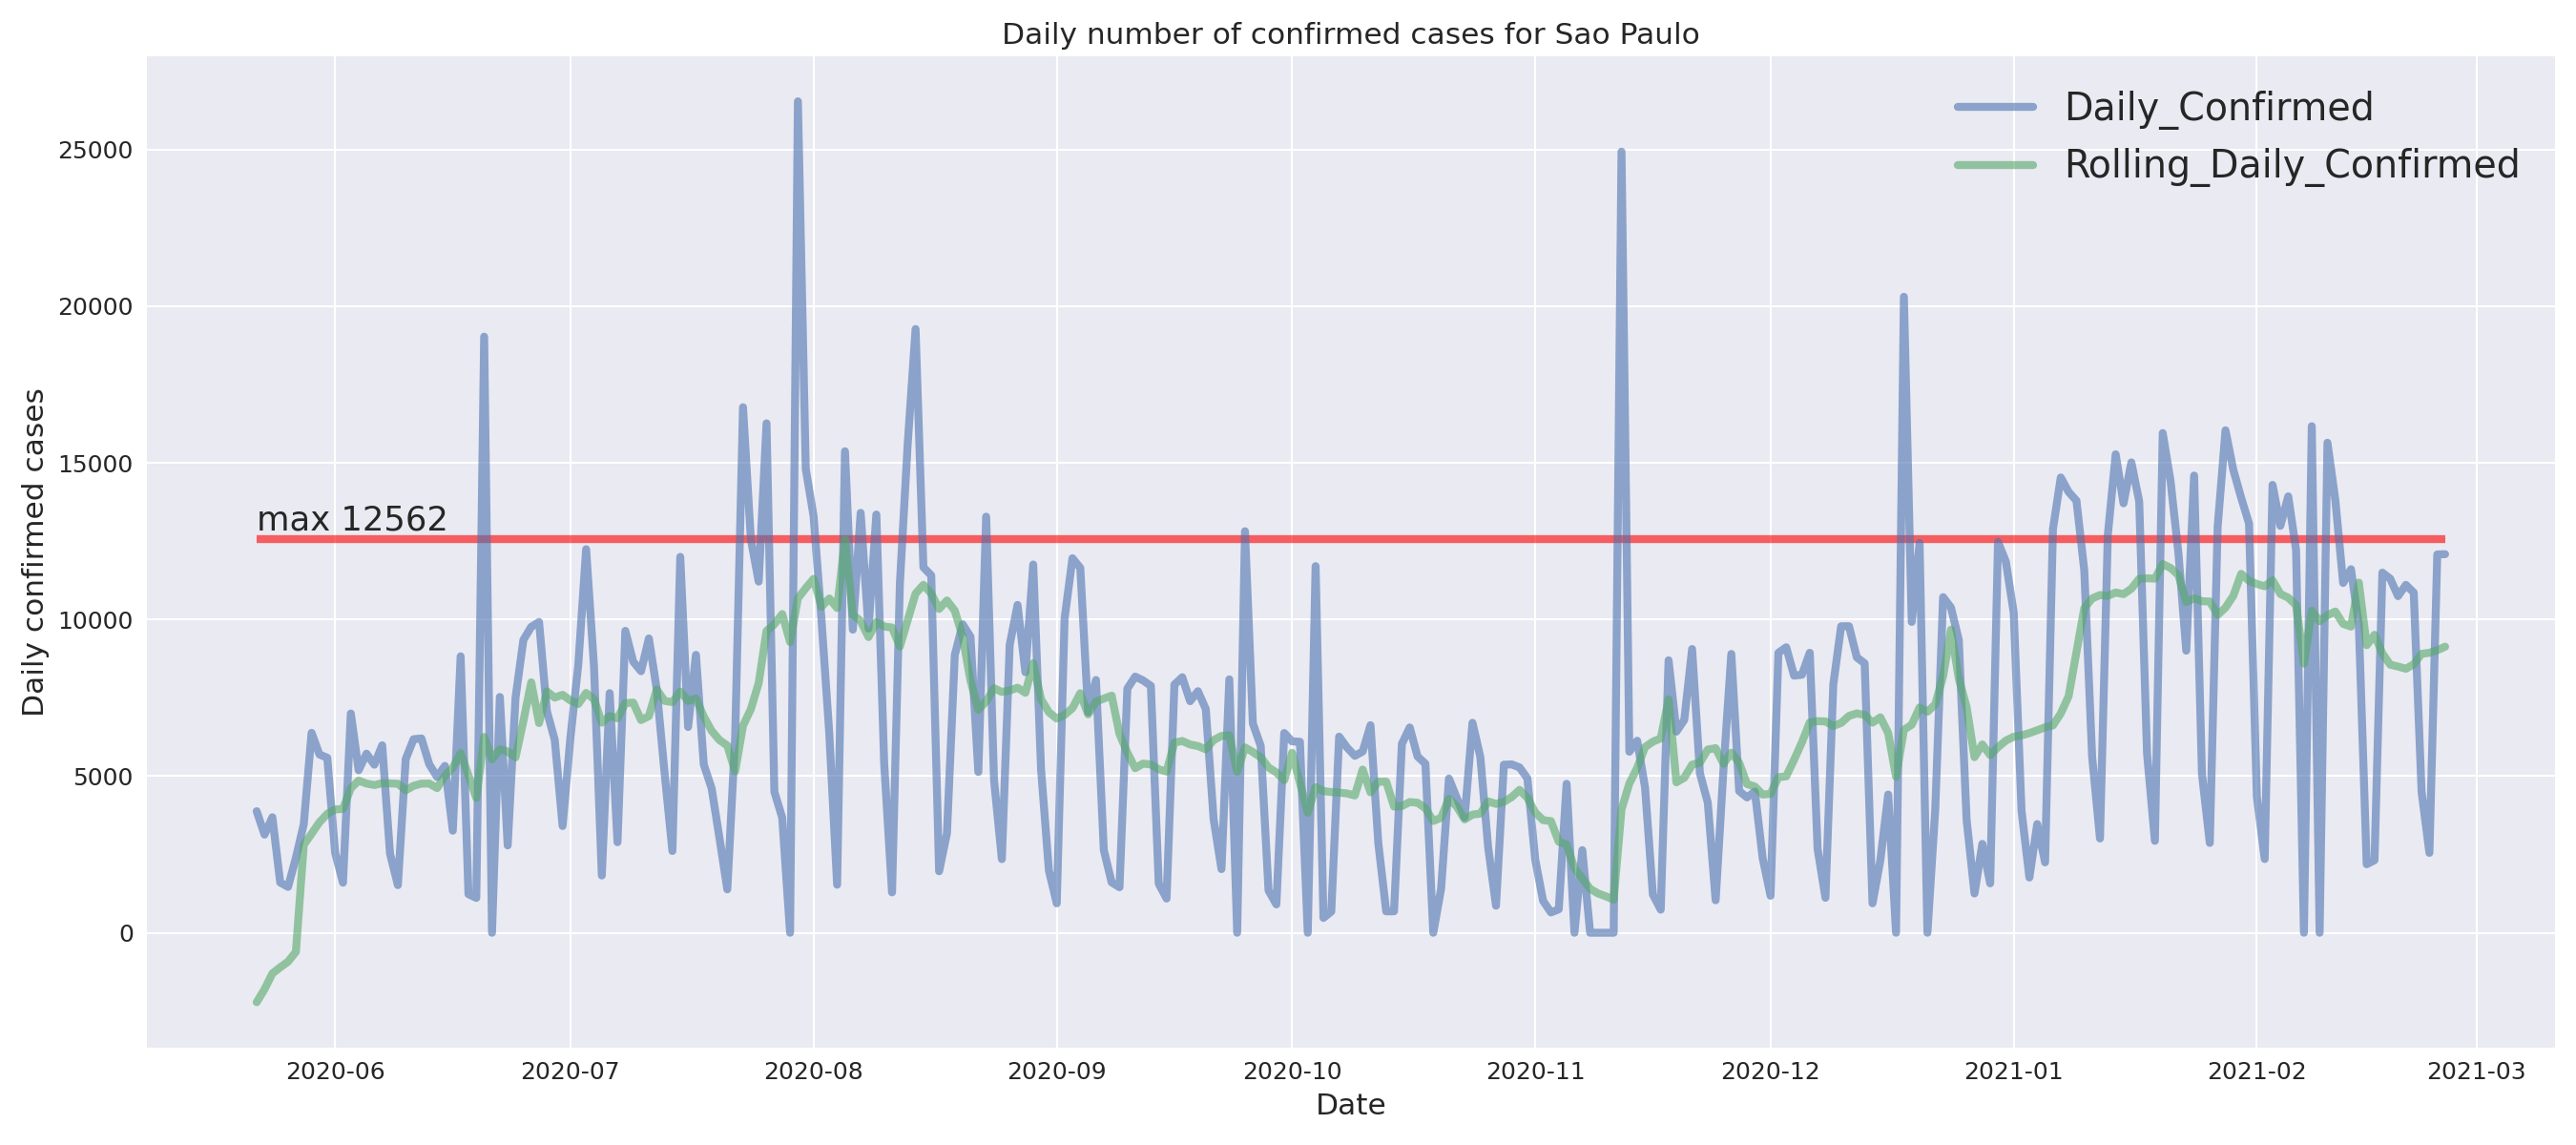 Daily number of confirmed cases for Sao Paulo
Daily_Confirmed
Rolling_Daily_Confirmed
25000
20000
15000
10000
5000
0
max 12562
Daily confirmed cases
2020-06 2020-07 2020-08 2020-09 2020-10 2020-11 2020-12 2021-01 2021-02 2021-03
Date